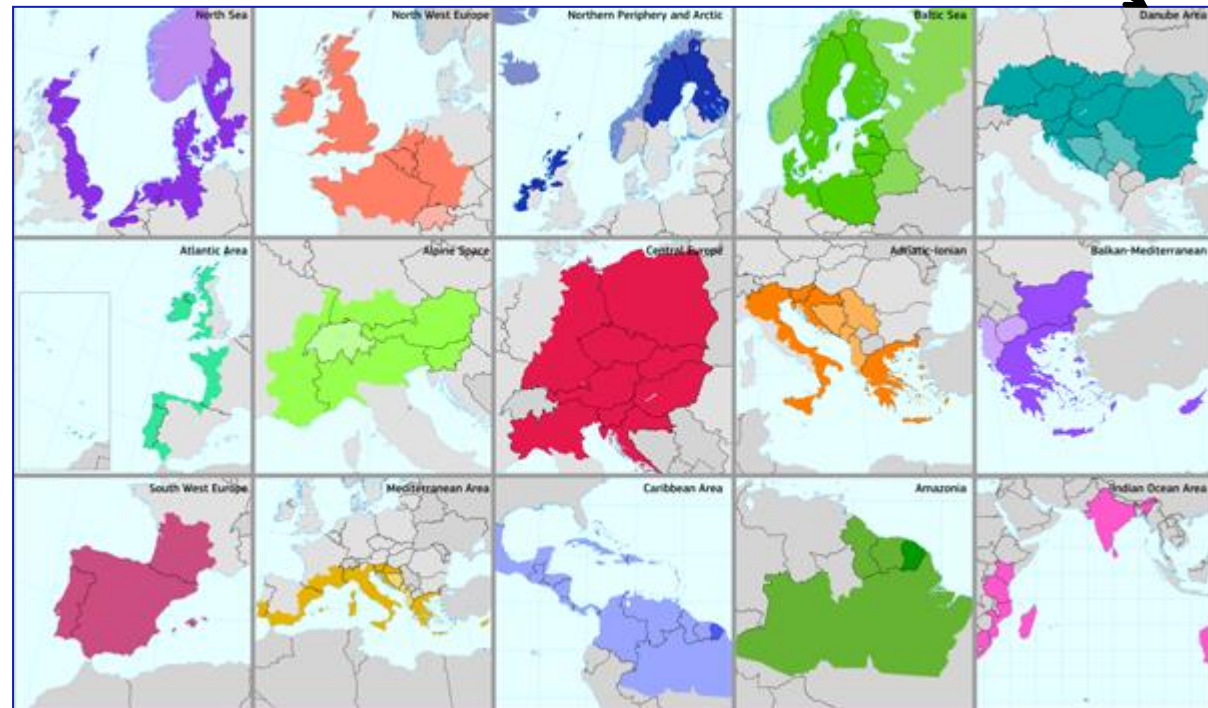 North Sea
North West Europe
Northern Periphery and Arctic
Baltic Sea
Danube Area
Atlantic Area
Alpine Space
Central Europe
Adriatic-Ionian
Balkan-Mediterranean
South West Europe
Mediterranean Area
Caribbean Area
Amazonia
Indian Ocean Area